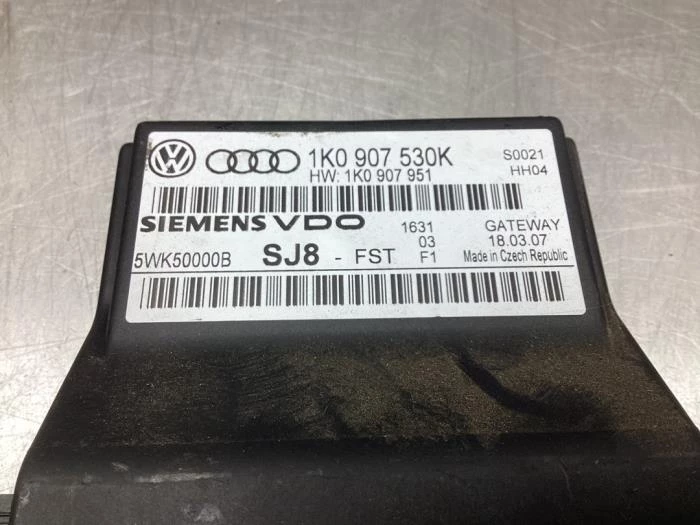 1K0 907 530K S0021
HW: 1K0 907 951 HH04
SIEMENS VDO 1631 GATEWAY
03 18.03.07
5WK50000B SJ8 - FST F1 Made in Czech Republic